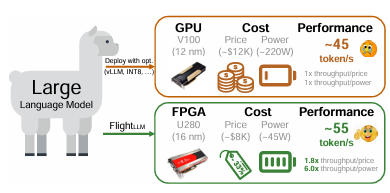 Large
Language Model
Deploy with opt.
(vLLM, INT8, ...)
FlightLLM
GPU
V100
(12 nm)
Cost
Price
(~$12K)
Power
(~220W)
Performance
~45
token/s
1x throughput/price
1x throughput/power
FPGA
U280
(16 nm)
Cost
Price
(~$8K)
Power
(~45W)
-33%
Performance
~55
token/s
1.8x throughput/price
6.0x throughput/power